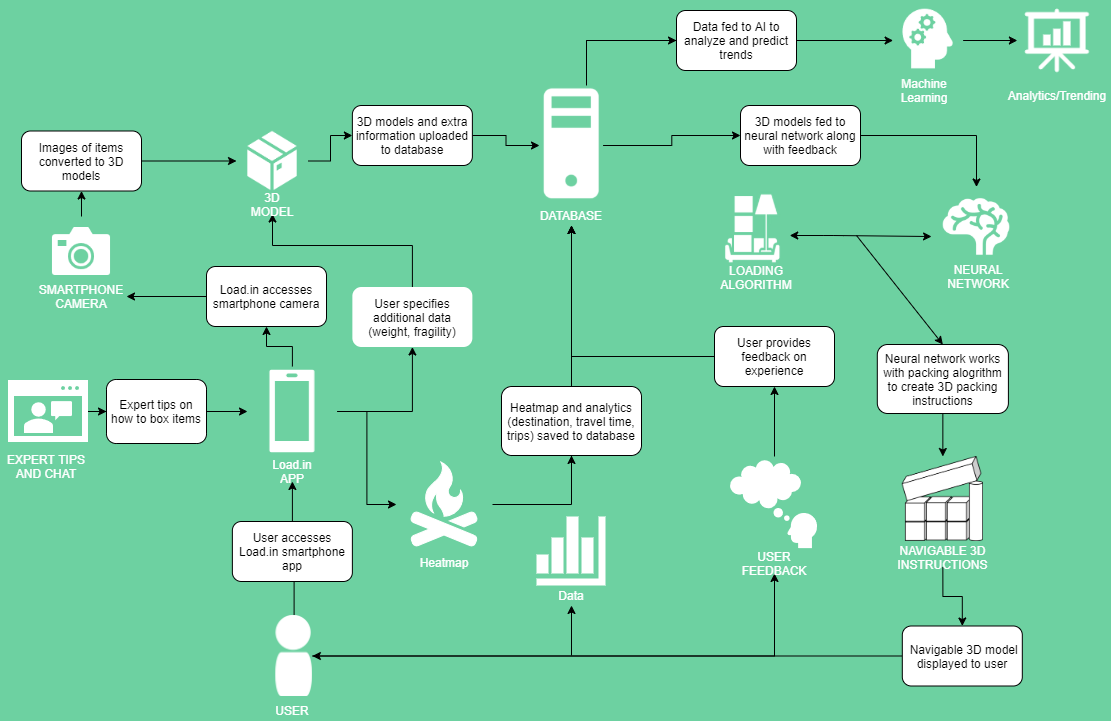 Data fed to AI to
analyze and predict
trends
Machine
Learning
Analytics/Trending
Images of items
converted to 3D
models
3D models and extra
information uploaded
to database
3D models fed to
neural network along
with feedback
3D
MODEL
DATABASE
SMARTPHONE
CAMERA
Load.in accesses
smartphone camera
User specifies
additional data
(weight, fragility)
LOADING
ALGORITHM
NEURAL
NETWORK
User provides
feedback on
experience
Neural network works
with packing alogrithm
to create 3D packing
instructions
Expert tips on
how to box items
Heatmap and analytics
(destination, travel time,
trips) saved to database
EXPERT TIPS
AND CHAT
Load.in
APP
User accesses
Load.in smartphone
app
Heatmap
Data
USER
FEEDBACK
NAVIGABLE 3D
INSTRUCTIONS
Navigable 3D model
displayed to user
USER